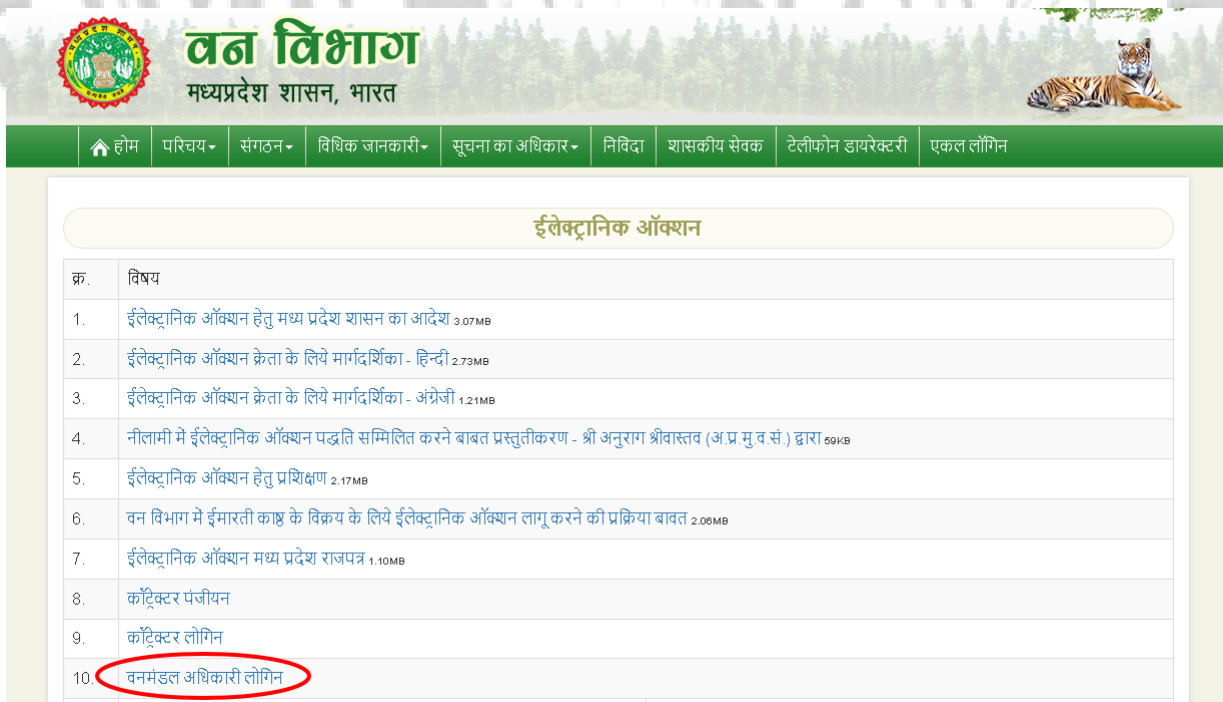 वन विभाग
मध्यप्रदेश शासन, भारत
होम परिचय संगठन विधिक जानकारी सूचना का अधिकार निविदा शासकीय सेवक टेलीफोन डायरेक्टरी एकल लॉगिन
ईलेक्ट्रानिक ऑक्शन
क्र. विषय
1. ईलेक्ट्रानिक ऑक्शन हेतु मध्य प्रदेश शासन का आदेश 3.07MB
2. ईलेक्ट्रानिक ऑक्शन क्रेता के लिये मार्गदर्शिका - हिन्दी 2.73MB
3. ईलेक्ट्रानिक ऑक्शन क्रेता के लिये मार्गदर्शिका - अंग्रेजी 1.21MB
4. नीलामी में ईलेक्ट्रानिक ऑक्शन पद्धति सम्मिलित करने बाबत प्रस्तुतीकरण - श्री अनुराग श्रीवास्तव (अ.प्र.मु.व.सं.) द्वारा 59KB
5. ईलेक्ट्रानिक ऑक्शन हेतु प्रशिक्षण 2.17MB
6. वन विभाग में ईमारती काष्ठ के विक्रय के लिये ईलेक्ट्रानिक ऑक्शन लागू करने की प्रक्रिया बावत 2.06MB
7. ईलेक्ट्रानिक ऑक्शन मध्य प्रदेश राजपत्र 1.10MB
8. कॉंट्रेक्टर पंजीयन
9. कॉंट्रेक्टर लोगिन
10. वनमंडल अधिकारी लोगिन